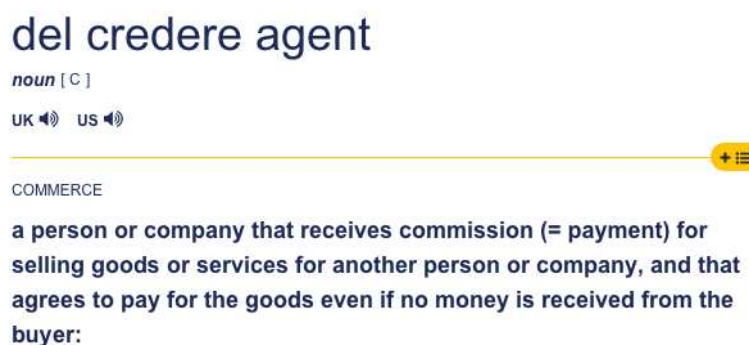 del credere agent
noun [ C ]
UK US
COMMERCE
a person or company that receives commission (= payment) for
selling goods or services for another person or company, and that
agrees to pay for the goods even if no money is received from the
buyer: